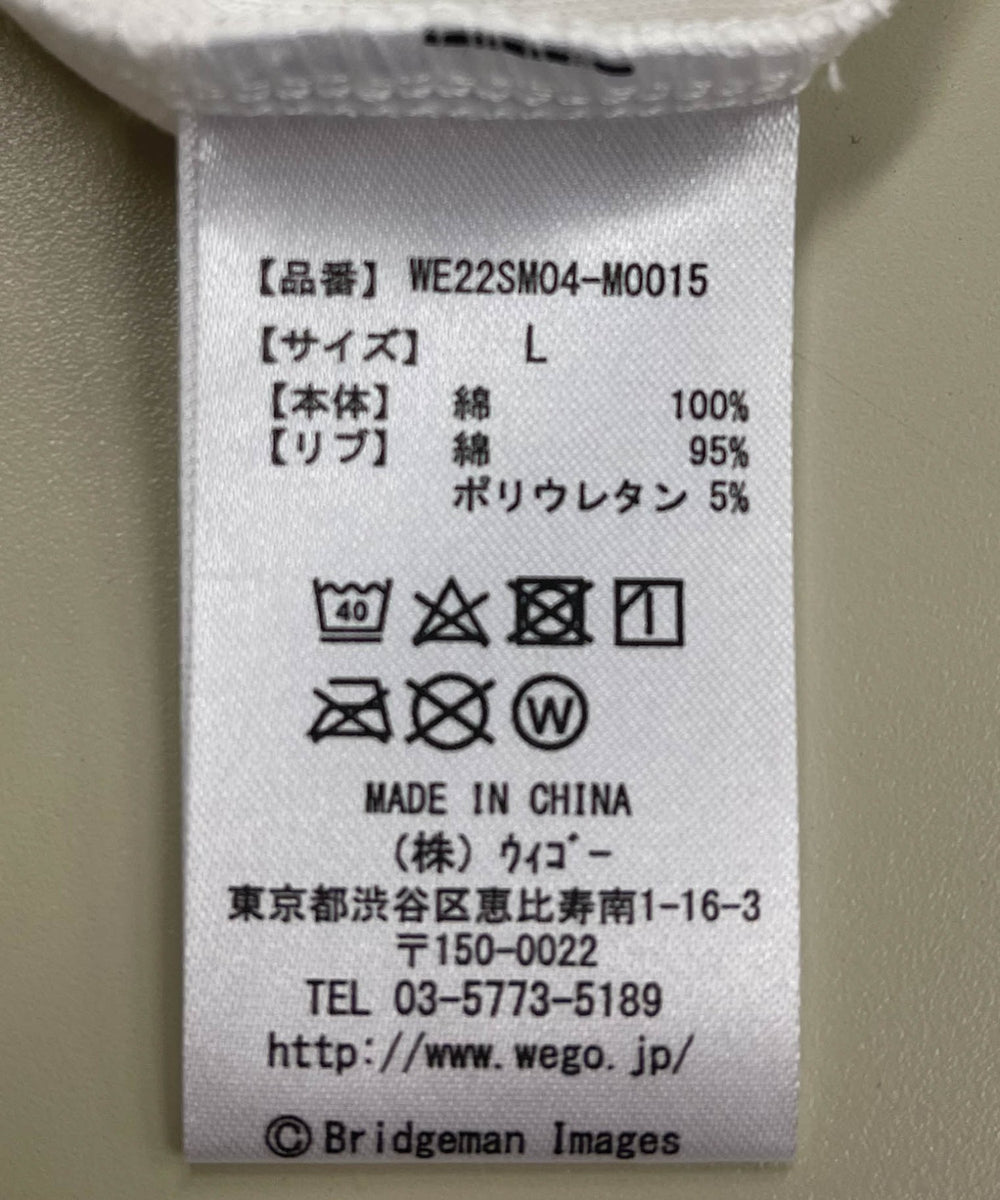 【品番】 WE22SM04-M0015
【サイズ】 L
【本体】 綿 100%
【リブ】 綿 95%
ポリウレタン 5%
40
W
MADE IN CHINA
(株) ｳｨｺﾞｰ
東京都渋谷区恵比寿南1-16-3
〒150-0022
TEL 03-5773-5189
http://www.wego.jp/
©Bridgeman Images